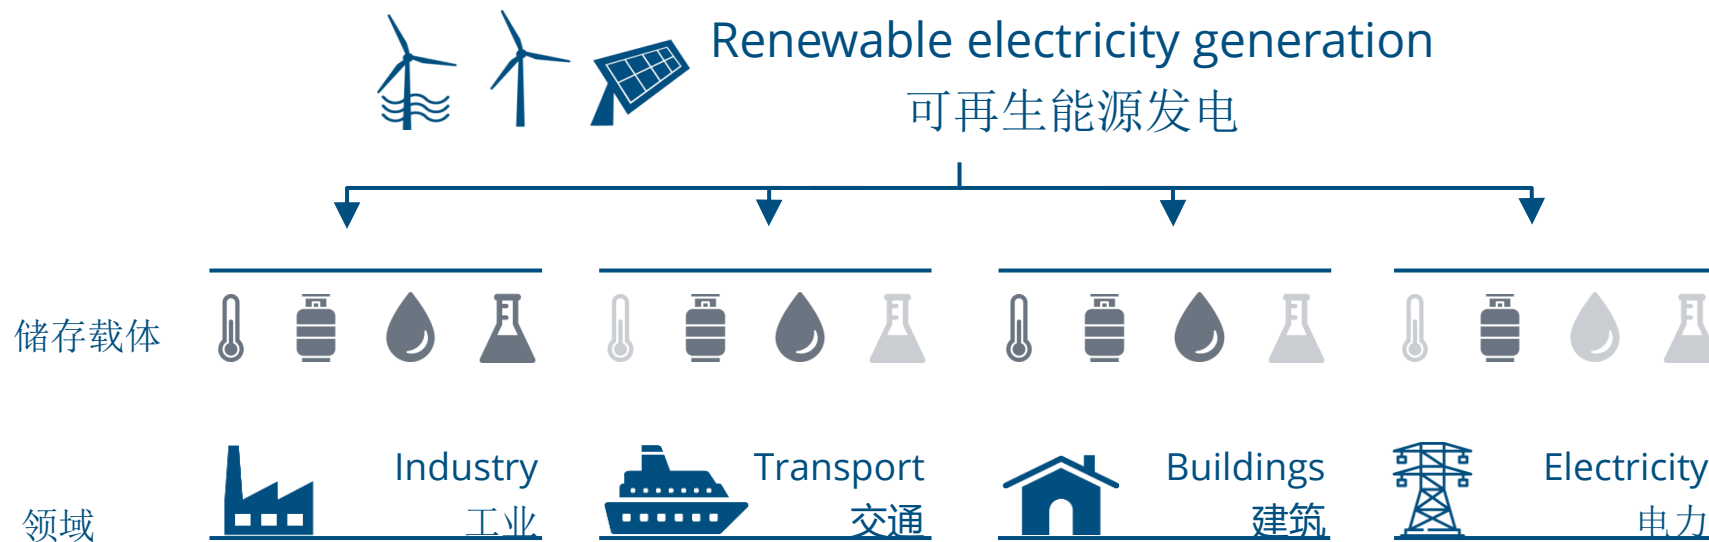 Renewable electricity generation
可再生能源发电
储存载体
Industry
工业
Transport
交通
Buildings
建筑
Electricity
电力
领域